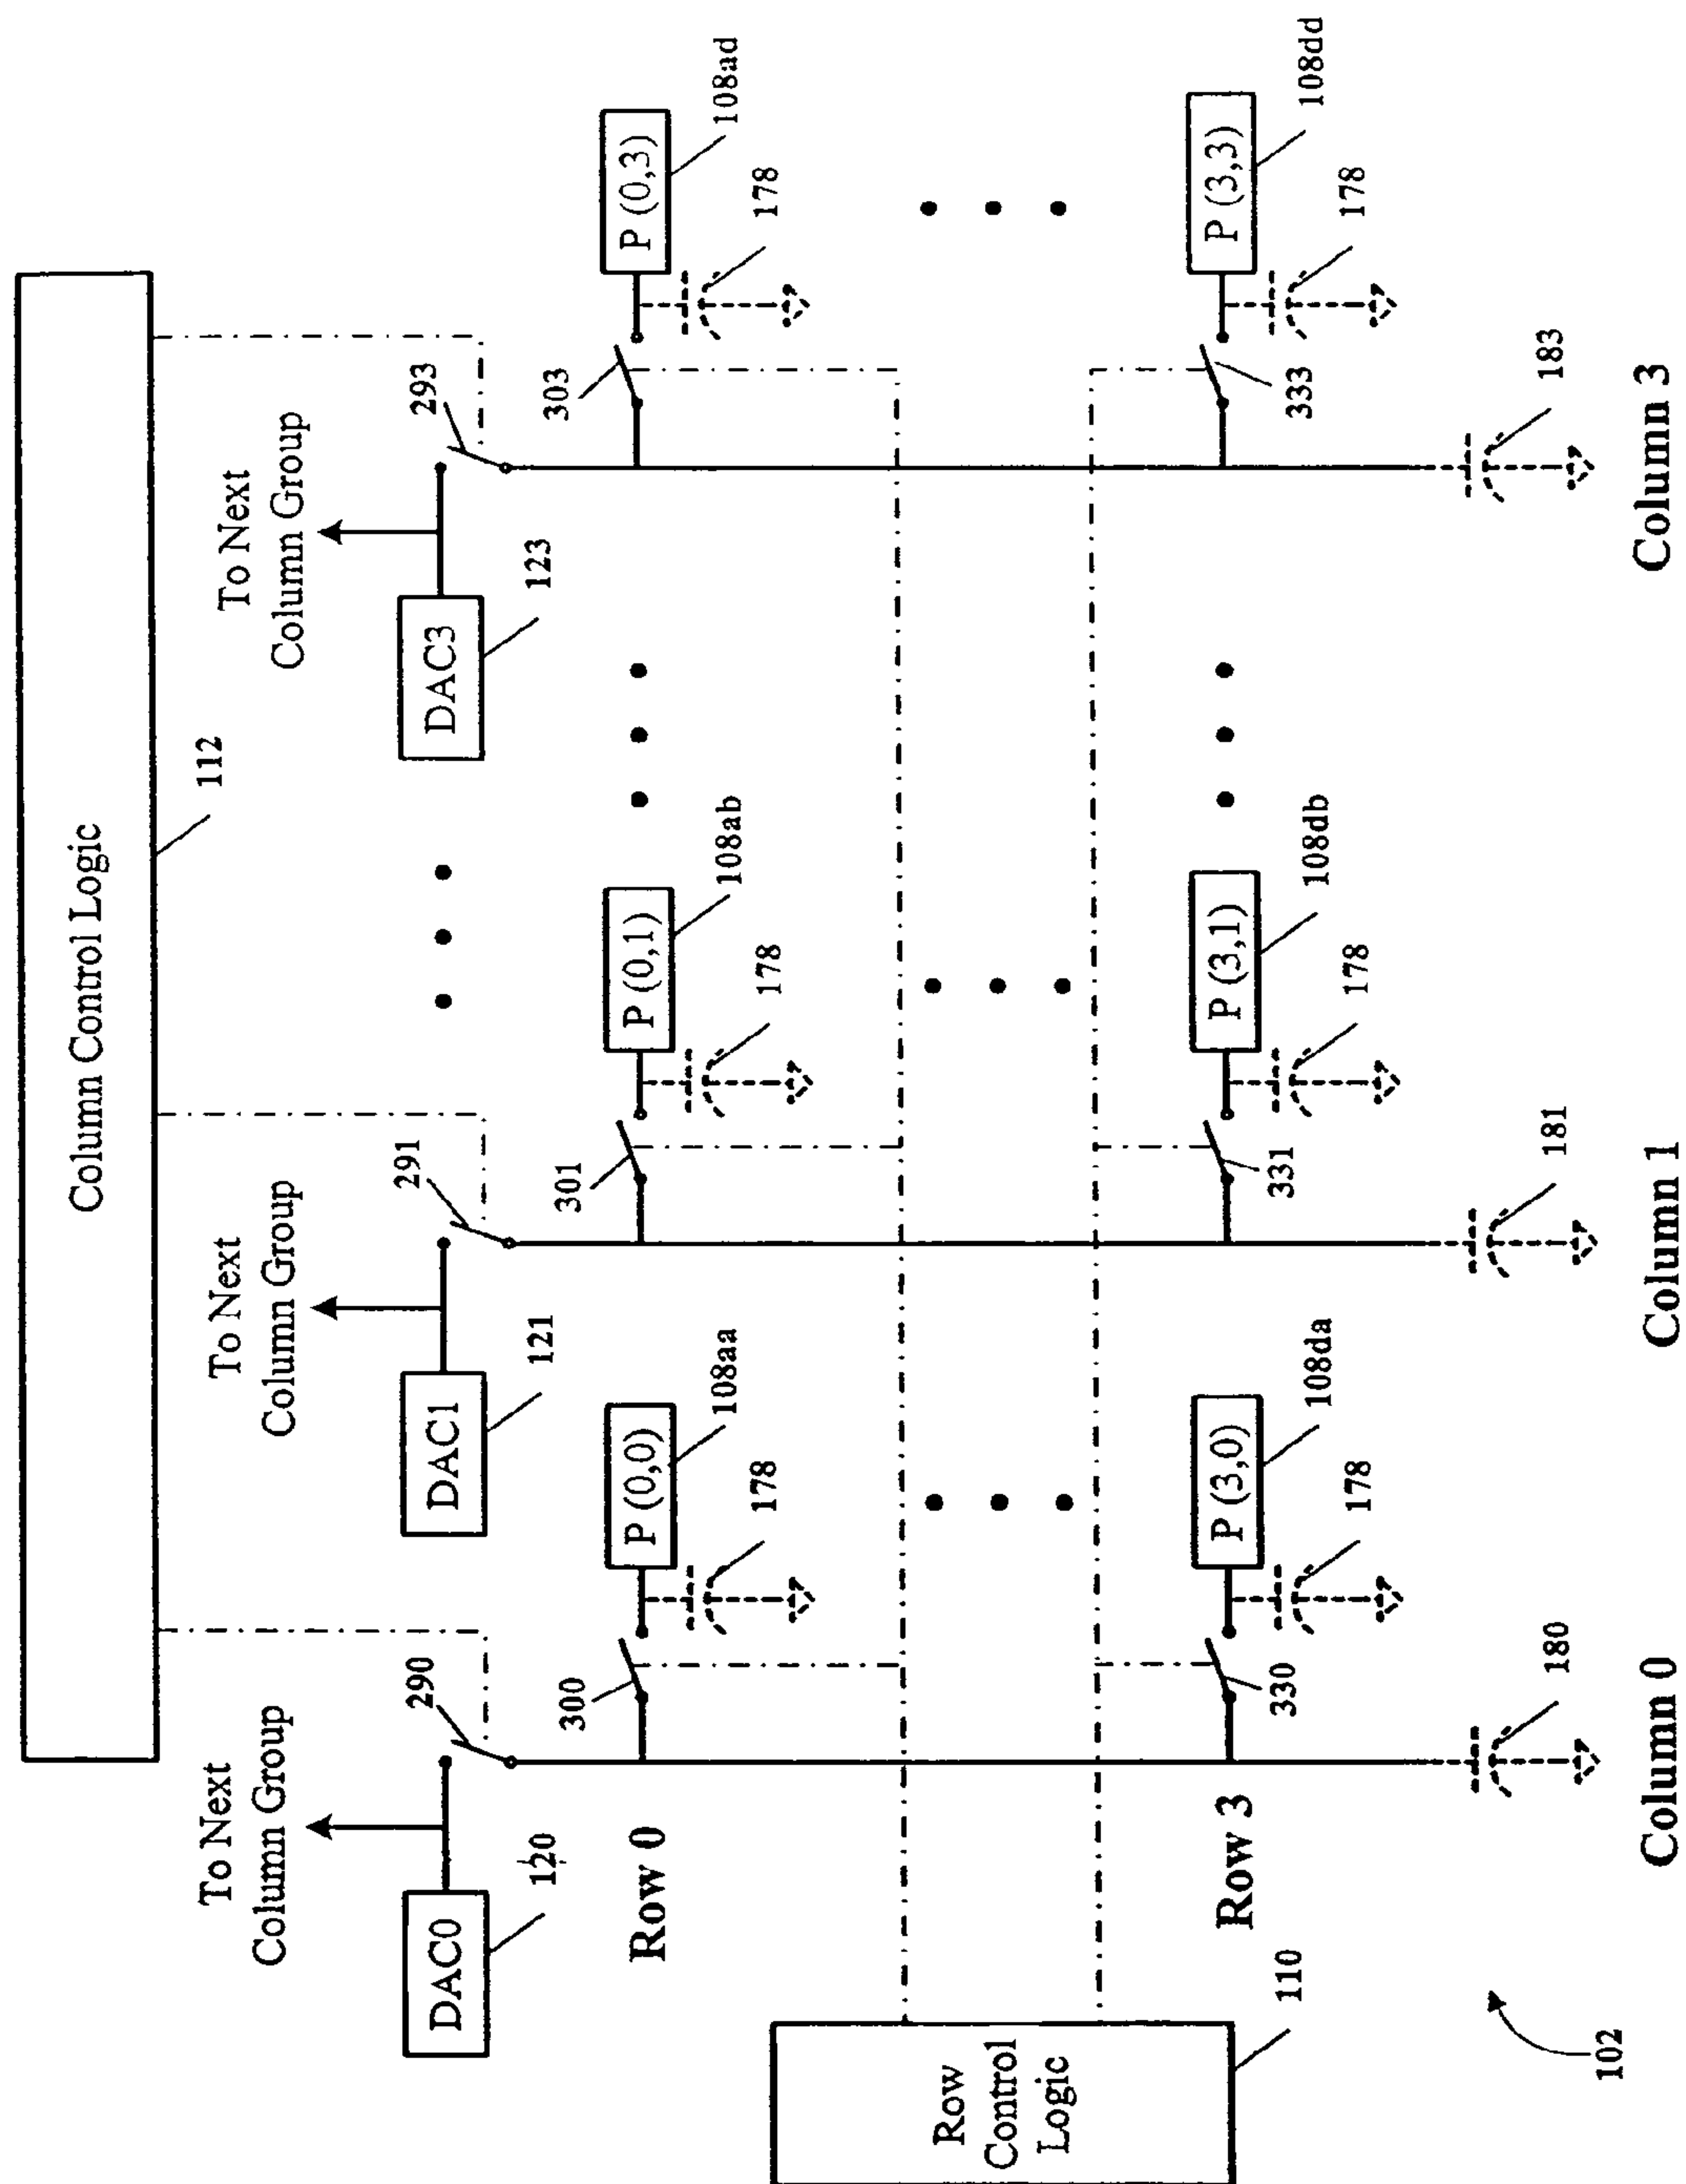 Column Control Logic
112
To Next
Column Group
To Next
Column Group
To Next
Column Group
290
291
293
DAC0
DAC1
DAC3
120
121
123
Row 0
300
P (0,0)
108aa
178
301
P (0,1)
108ab
178
303
P (0,3)
108ad
178
Row
Control
Logic
110
Row 3
330
P (3,0)
108da
178
331
P (3,1)
108db
178
333
P (3,3)
108dd
178
180
181
183
102
Column 0
Column 1
Column 3